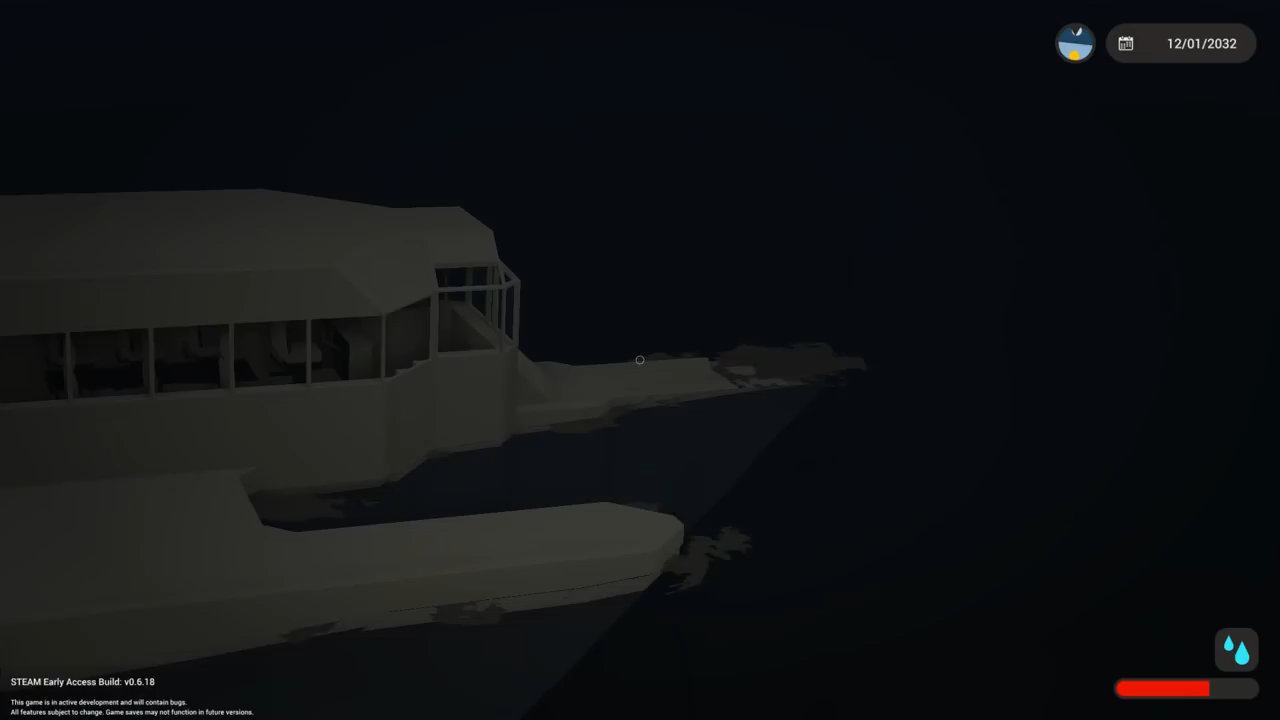 12/01/2032
STEAM Early Access Build: v0.6.18
This game is in active development and will contain bugs.
All features subject to change. Game saves may not function in future versions.